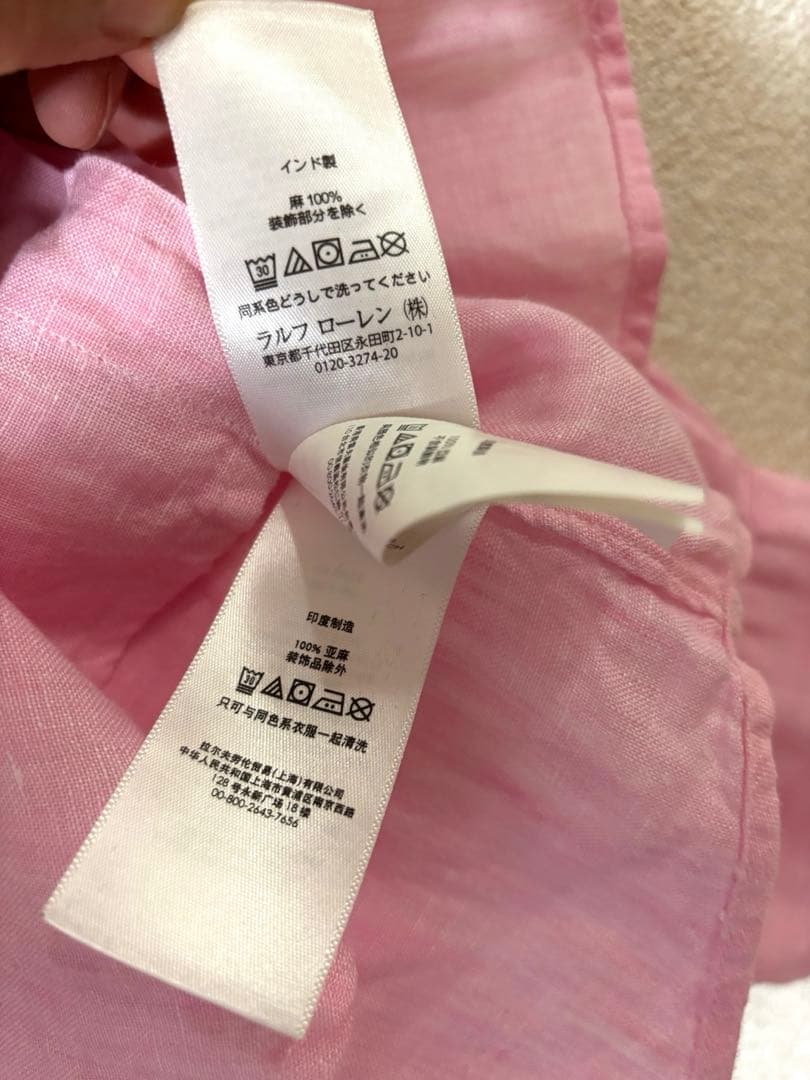 インド製
麻 100%
装飾部分を除く
30
同系色どうしで洗ってください
ラルフ ローレン (株)
東京都千代田区永田町2-10-1
0120-3274-20
印度制造
100% 亚麻
装饰品除外
30
只可与同色系衣服一起清洗
拉尔夫劳伦贸易(上海)有限公司
中华人民共和国上海市黄浦区南京西路
128 号永新广场 18 楼
00-800-2643-7656